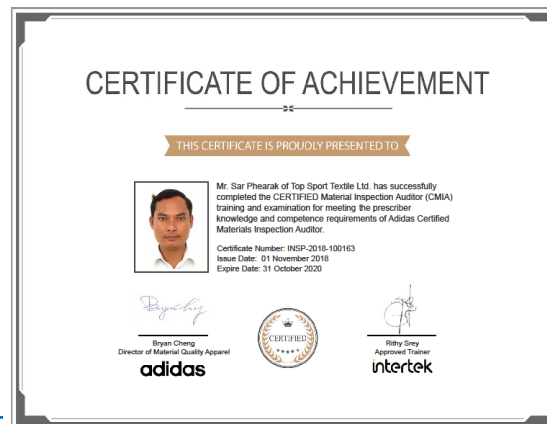 CERTIFICATE OF ACHIEVEMENT
THIS CERTIFICATE IS PROUDLY PRESENTED TO
Mr. Sar Phearak of Top Sport Textile Ltd. has successfully
completed the CERTIFIED Material Inspection Auditor (CMIA)
training and examination for meeting the prescriber
knowledge and competence requirements of Adidas Certified
Materials Inspection Auditor.
Certificate Number: INSP-2018-100163
Issue Date: 01 November 2018
Expire Date: 31 October 2020
Bryan Cheng
Director of Material Quality Apparel
adidas
CERTIFIED
Rithy Srey
Approved Trainer
intertek